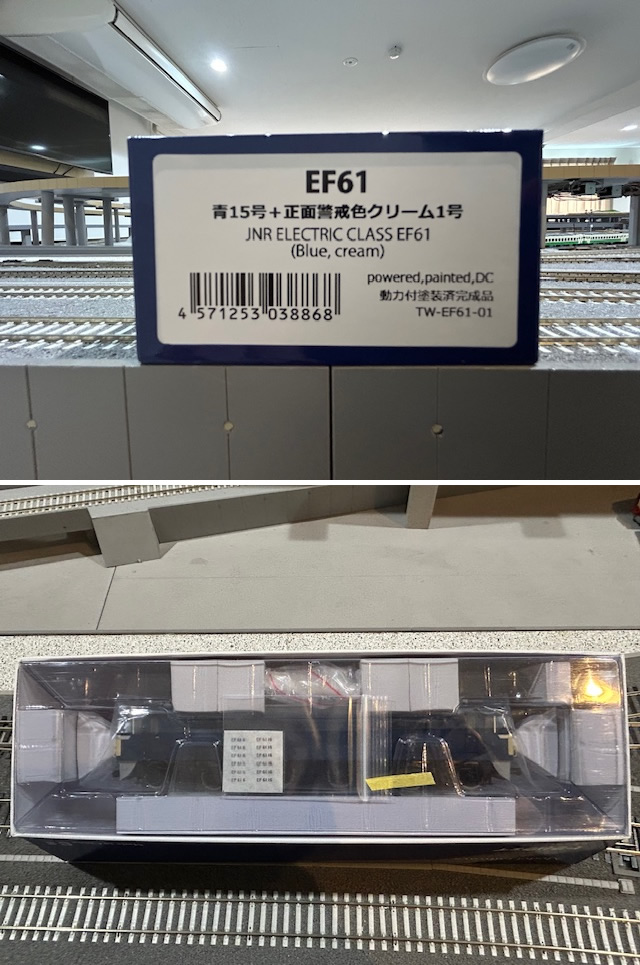 EF61
青15号+正面警戒色クリーム1号
JNR ELECTRIC CLASS EF61
(Blue, cream)
powered,painted,DC
動力付塗装済完成品
TW-EF61-01
4 571253 038868